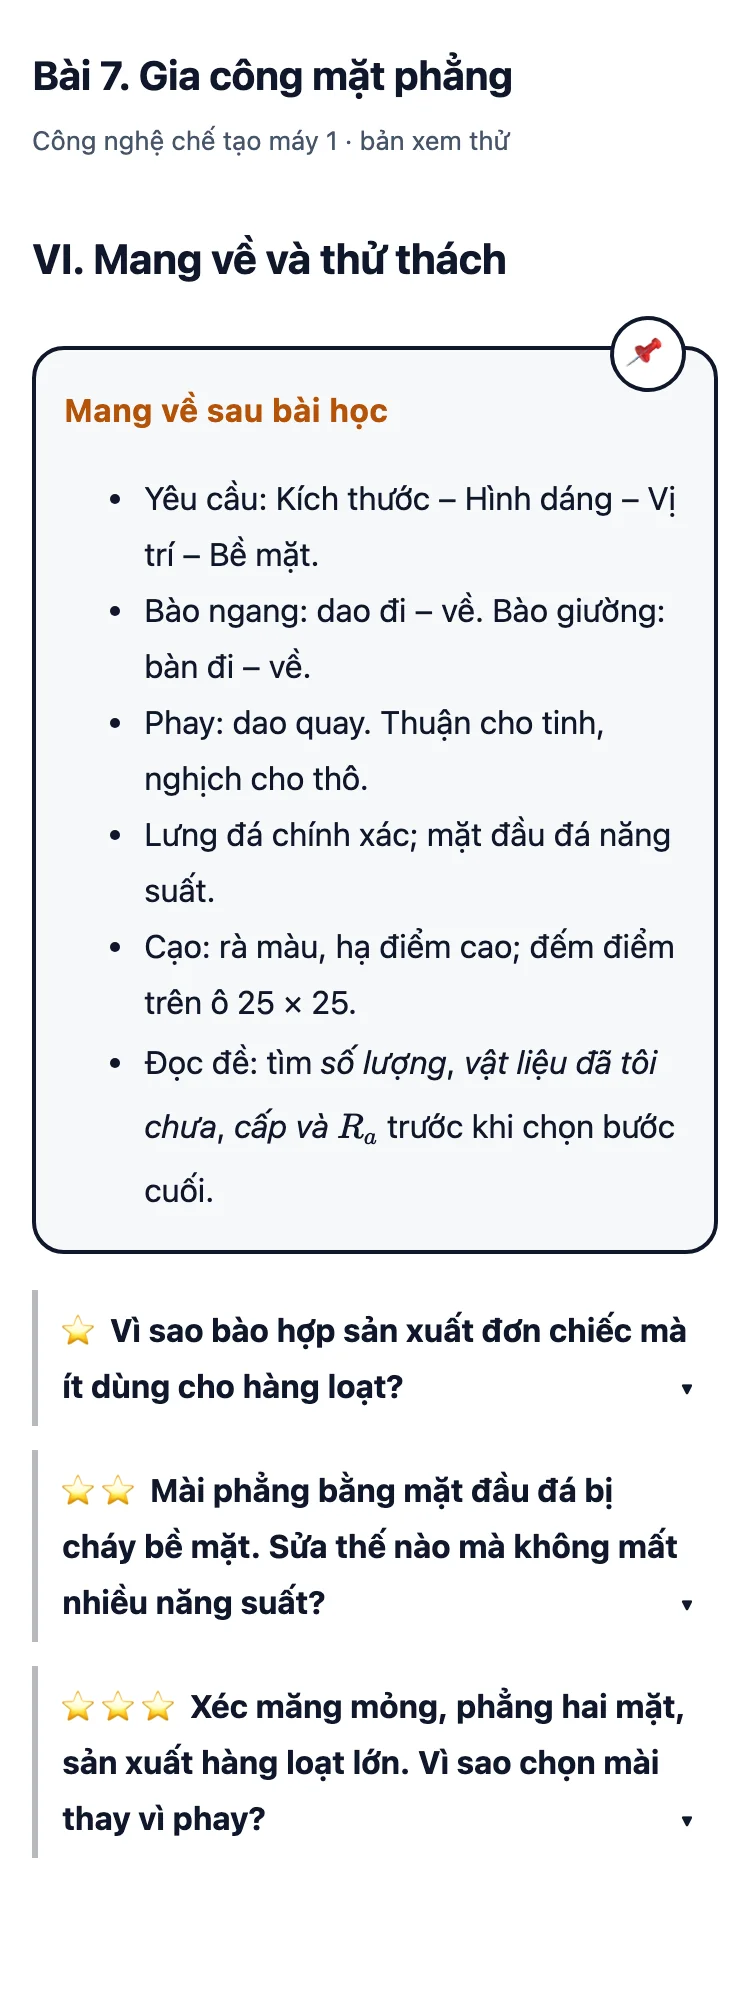 Bài 7. Gia công mặt phẳng
Công nghệ chế tạo máy 1 · bản xem thử
VI. Mang về và thử thách
Mang về sau bài học
• Yêu cầu: Kích thước – Hình dáng – Vị
trí – Bề mặt.
• Bào ngang: dao đi – về. Bào giường:
bàn đi – về.
• Phay: dao quay. Thuận cho tinh,
nghịch cho thô.
• Lưng đá chính xác; mặt đầu đá năng
suất.
• Cạo: rà màu, hạ điểm cao; đếm điểm
trên ô 25 × 25.
• Đọc đề: tìm số lượng, vật liệu đã tôi
chưa, cấp và Rₐ trước khi chọn bước
cuối.
⭐ Vì sao bào hợp sản xuất đơn chiếc mà
ít dùng cho hàng loạt? ▼
⭐⭐ Mài phẳng bằng mặt đầu đá bị
cháy bề mặt. Sửa thế nào mà không mất
nhiều năng suất? ▼
⭐⭐⭐ Xéc măng mỏng, phẳng hai mặt,
sản xuất hàng loạt lớn. Vì sao chọn mài
thay vì phay? ▼